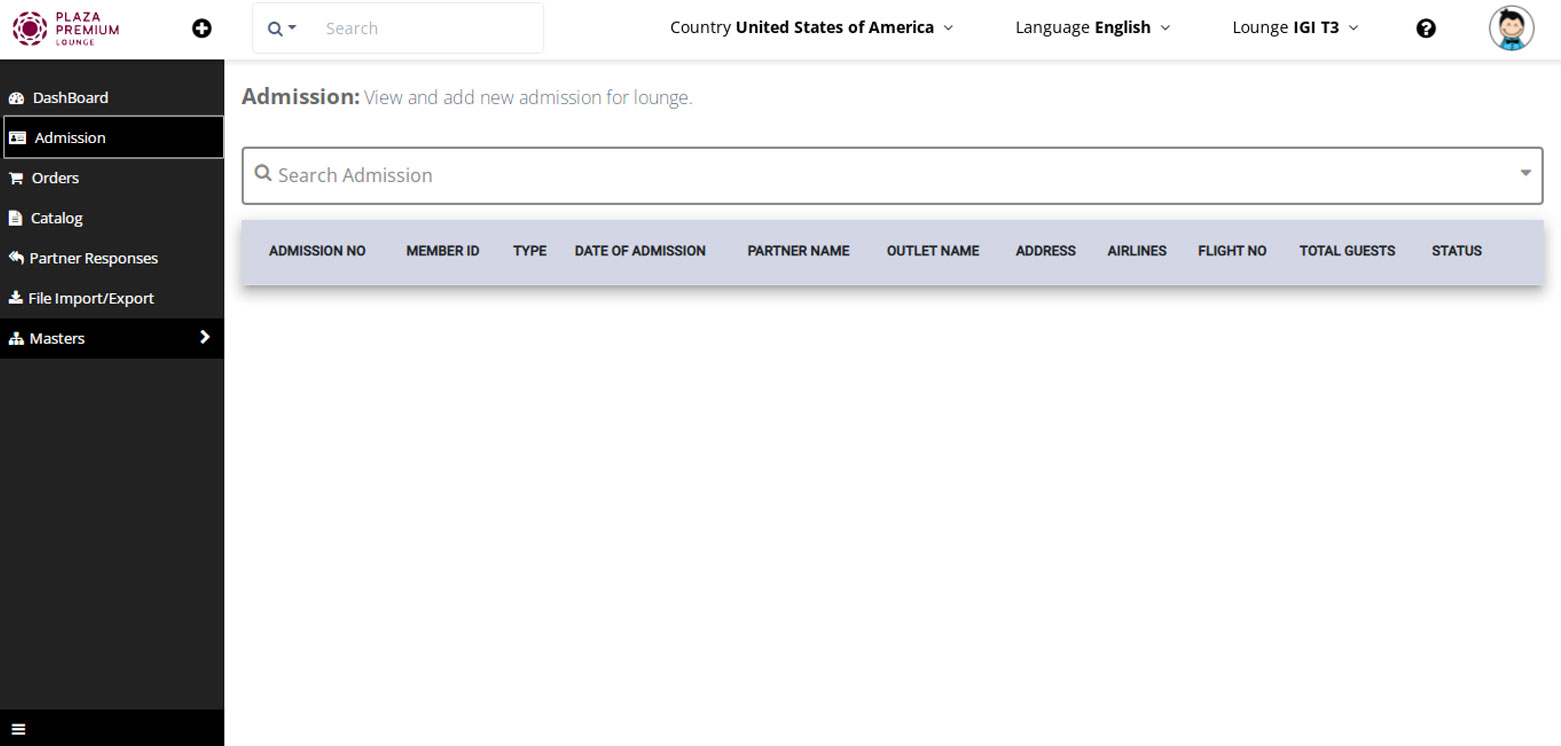 PLAZA
PREMIUM
LOUNGE
Search
Country United States of America
Language English
Lounge IGI T3
DashBoard
Admission
Orders
Catalog
Partner Responses
File Import/Export
Masters
Admission: View and add new admission for lounge.
Search Admission
ADMISSION NO MEMBER ID TYPE DATE OF ADMISSION PARTNER NAME OUTLET NAME ADDRESS AIRLINES FLIGHT NO TOTAL GUESTS STATUS